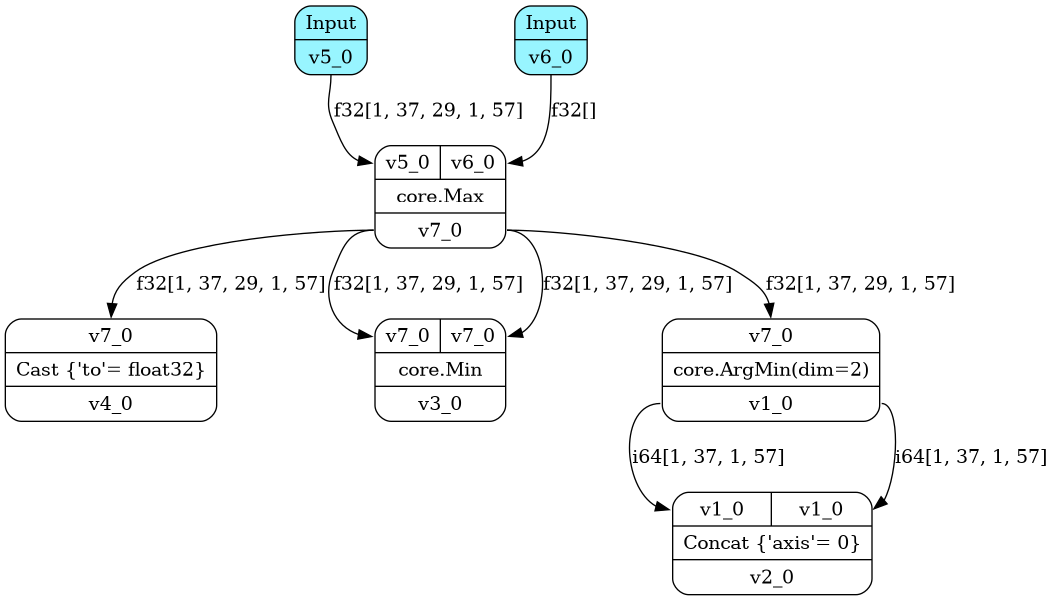 Input
v5_0
Input
v6_0
f32[1, 37, 29, 1, 57]
f32[]
v5_0
v6_0
core.Max
v7_0
f32[1, 37, 29, 1, 57]
f32[1, 37, 29, 1, 57]
f32[1, 37, 29, 1, 57]
f32[1, 37, 29, 1, 57]
v7_0
Cast {'to'= float32}
v4_0
v7_0
v7_0
core.Min
v3_0
v7_0
core.ArgMin(dim=2)
v1_0
i64[1, 37, 1, 57]
i64[1, 37, 1, 57]
v1_0
v1_0
Concat {'axis'= 0}
v2_0